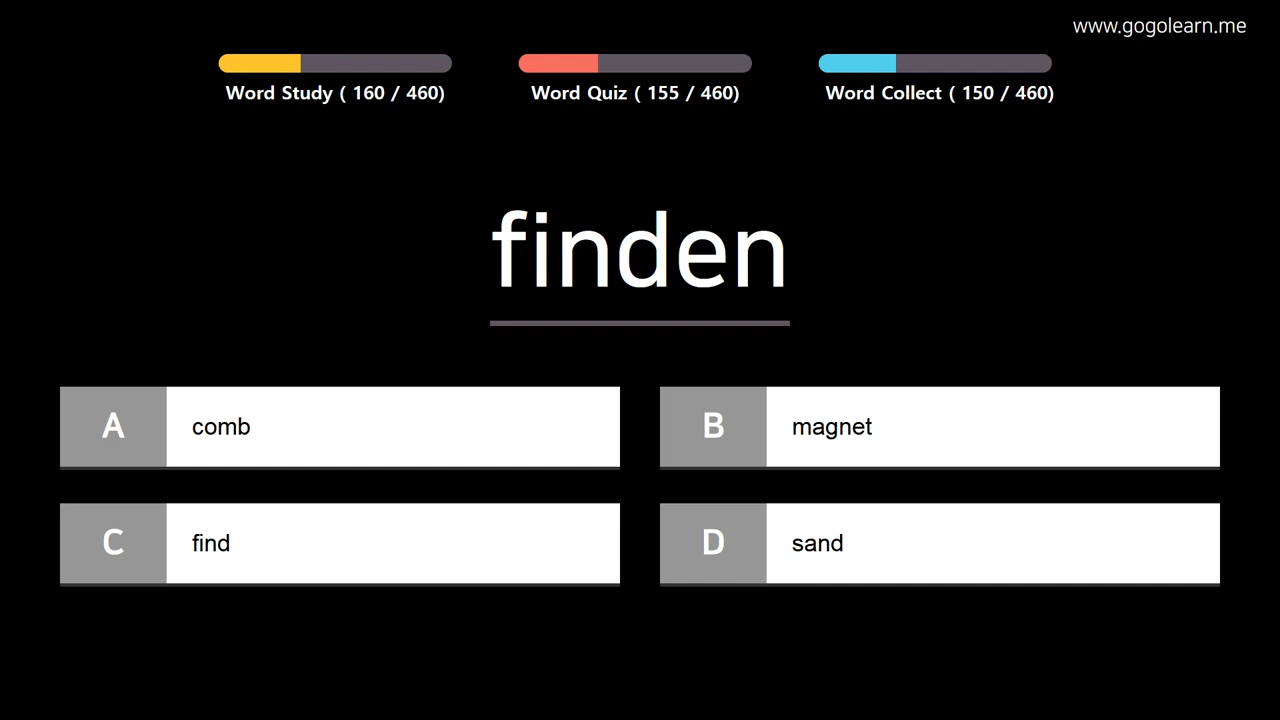 www.gogolearn.me
Word Study ( 160 / 460)
Word Quiz ( 155 / 460)
Word Collect ( 150 / 460)
finden
A comb
B magnet
C find
D sand